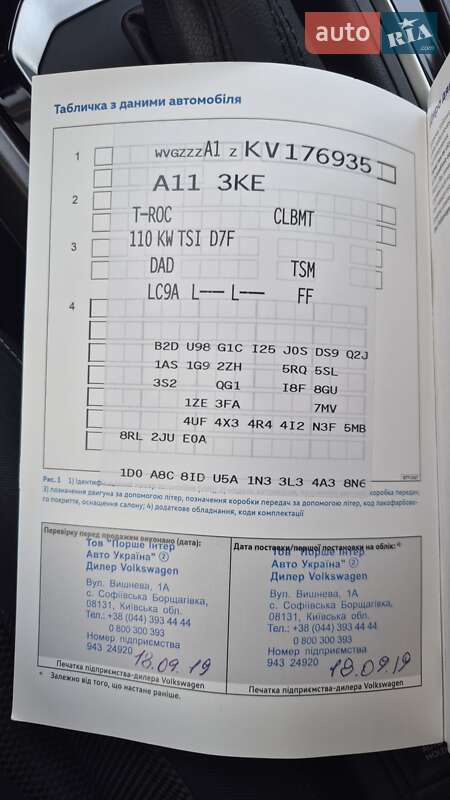 auto RIA.com
Табличка з даними автомобіля
1 WVGZZZ A1 Z KV176935
A11 3KE
2
T-ROC CLBMT
3 110 KW TSI D7F
DAD TSM
LC9A L-- L-- FF
4
B2D U98 G1C I25 J0S DS9 Q2J
1AS 1G9 2ZH 5RQ 5SL
3S2 QG1 I8F 8GU
1ZE 3FA 7MV
4UF 4X3 4R4 4I2 N3F 5MB
8RL 2JU E0A
1D0 A8C 8ID U5A 1N3 3L3 4A3 8N6
Рис. 1 1)
коробка передач,
3) позначення двигуна за допомогою літер, позначення коробки передач за допомогою літер, код лакофарбово-
го покриття, оснащення салону; 4) додаткове обладнання, коди комплектації
Перевірку перед продажем виконано (дата):
Тов "Порше Інтер
Авто Україна" ②
Дилер Volkswagen
Вул. Вишнева, 1А
с. Софіївська Борщагівка,
08131, Київська обл.
Тел.: +38 (044) 393 44 44
0 800 300 393
Номер підприємства
943 24920
18.09.19
Печатка підприємства-дилера Volkswagen
Дата поставки/першої постановки на облік: *)
Тов "Порше Інтер
Авто Україна" ②
Дилер Volkswagen
Вул. Вишнева, 1А
с. Софіївська Борщагівка,
08131, Київська обл.
Тел.: +38 (044) 393 44 44
0 800 300 393
Номер підприємства
943 24920
18.09.19
Печатка підприємства-дилера Volkswagen
* Залежно від того, що настане раніше.